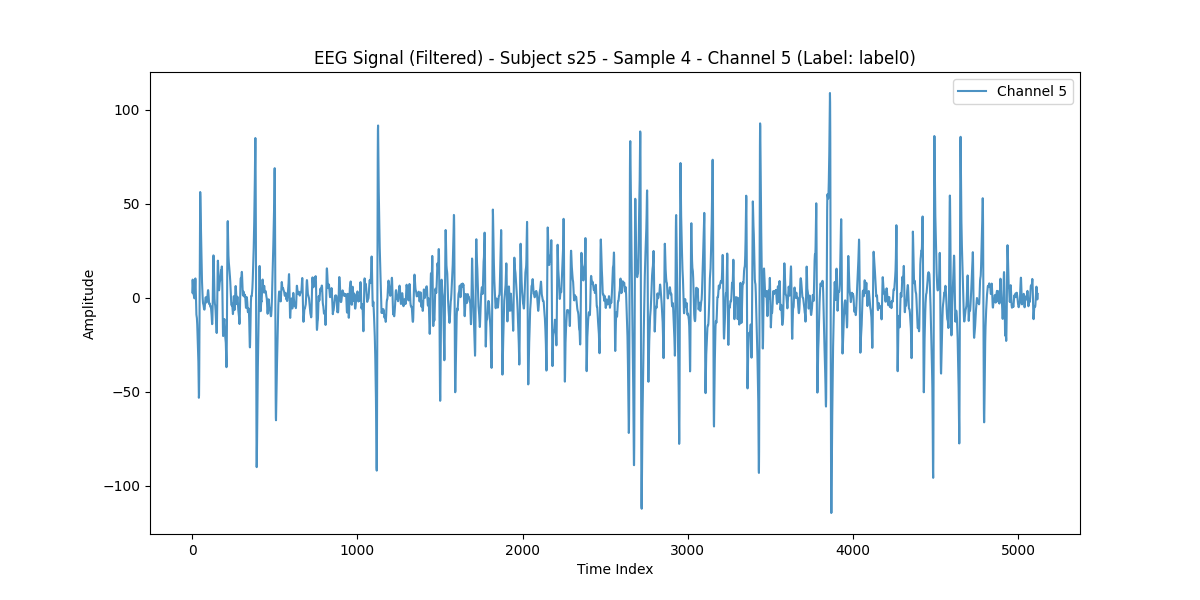 EEG Signal (Filtered) - Subject s25 - Sample 4 - Channel 5 (Label: label0)
Channel 5
100
50
0
−50
−100
Amplitude
0 1000 2000 3000 4000 5000
Time Index